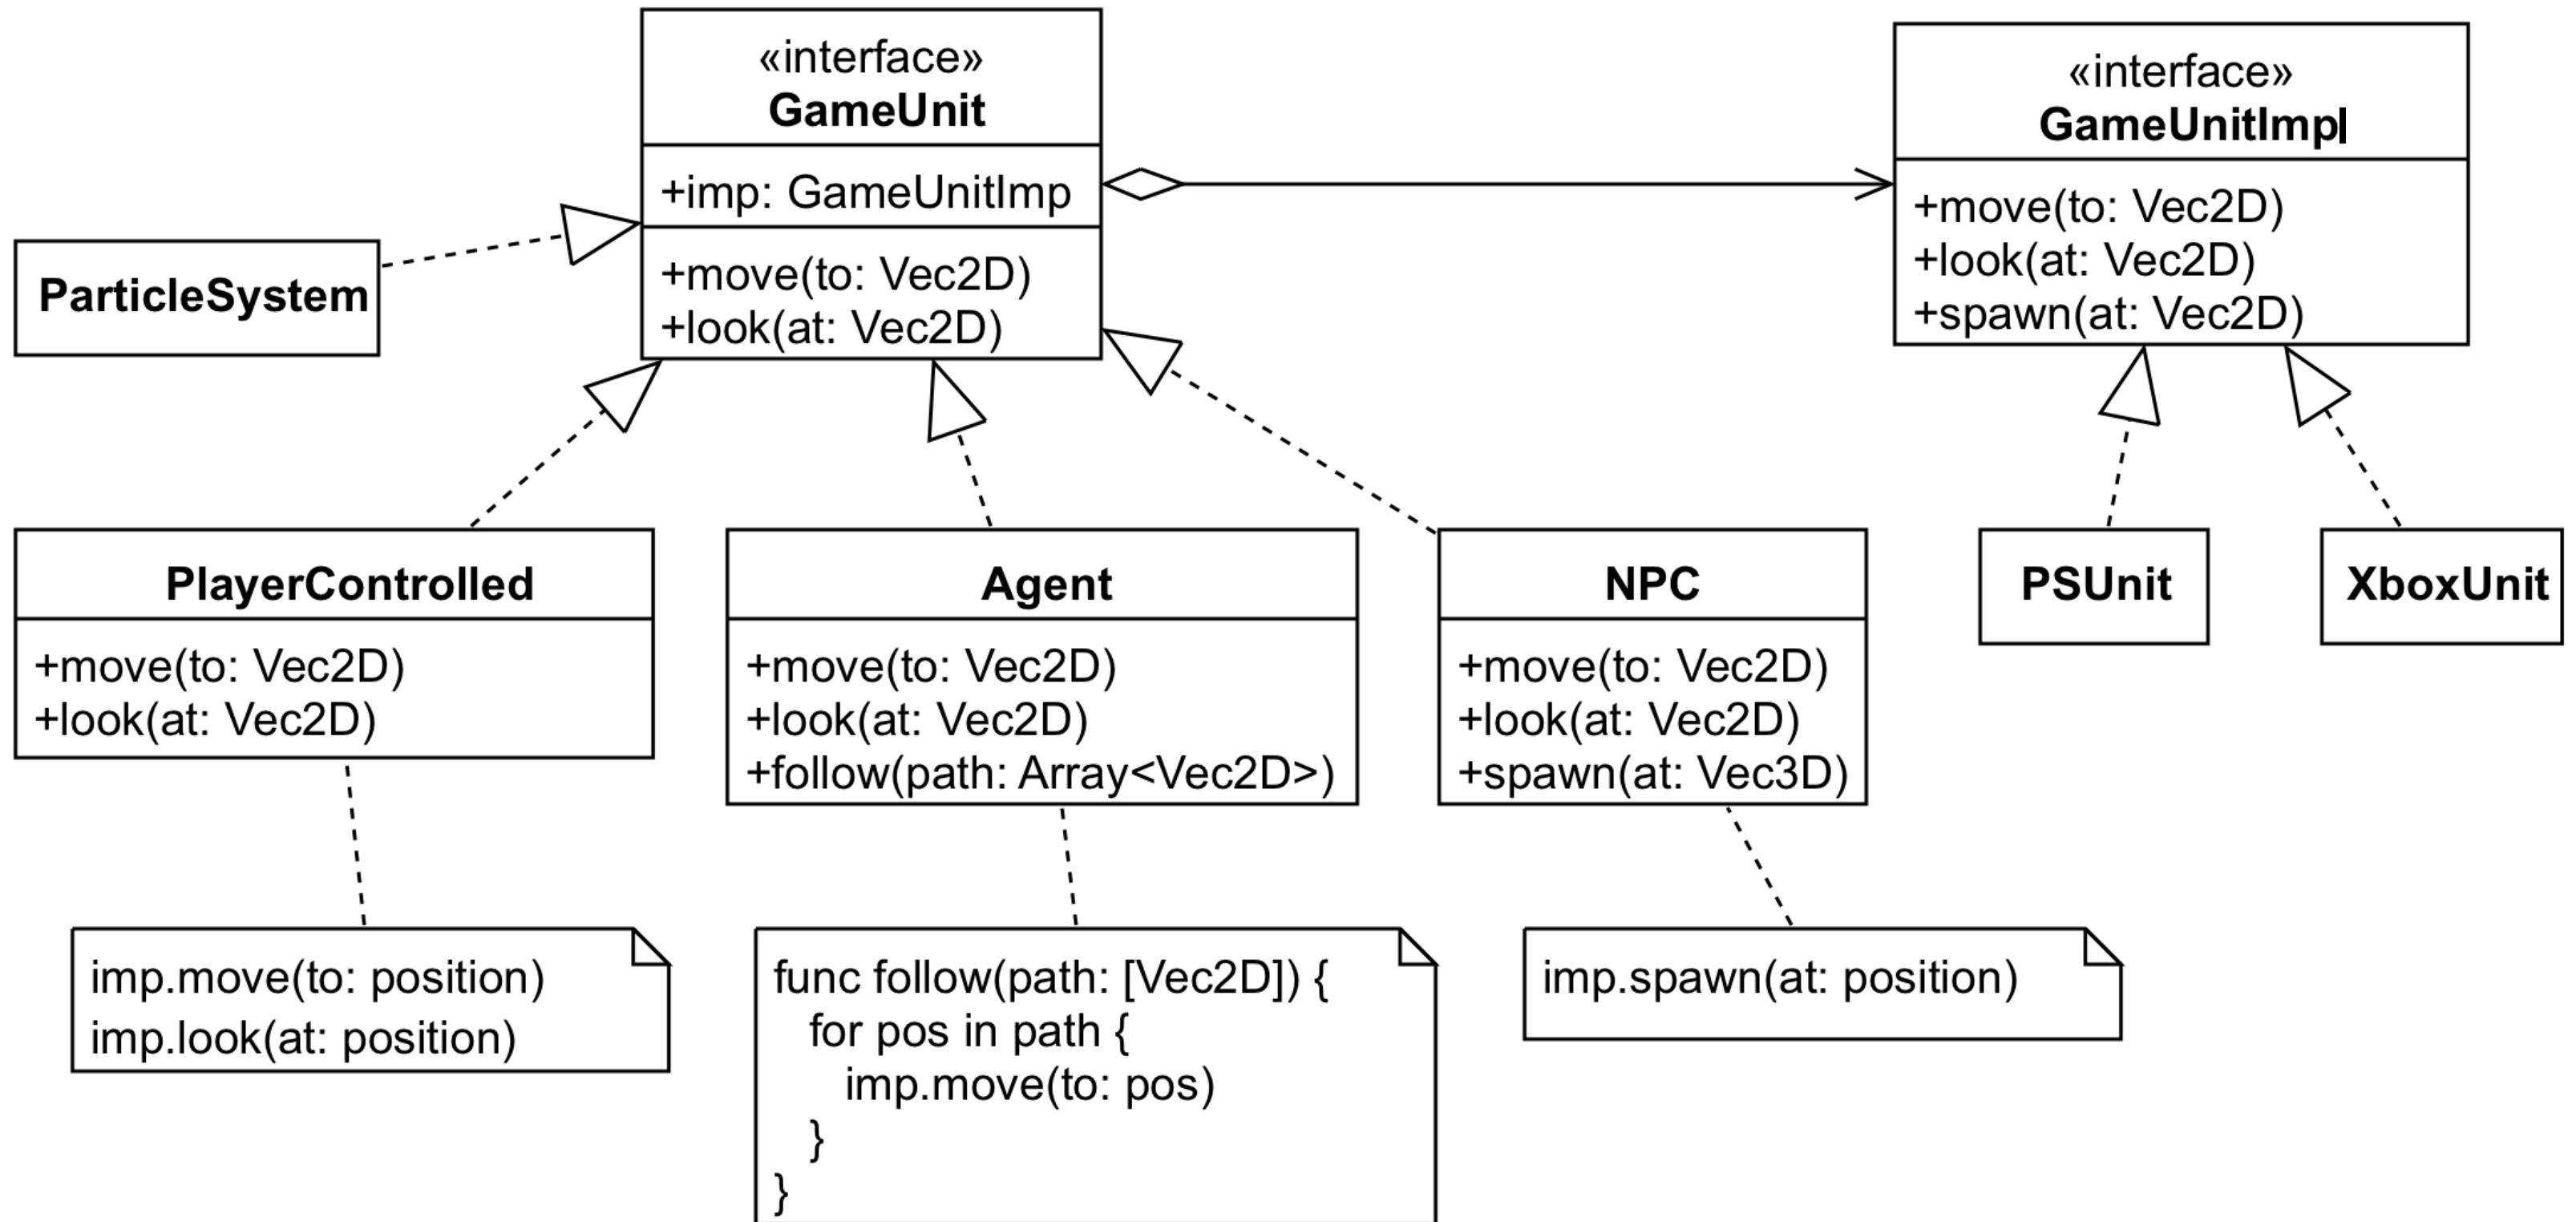 «interface»
GameUnit
+imp: GameUnitImp
+move(to: Vec2D)
+look(at: Vec2D)
«interface»
GameUnitImpl
+move(to: Vec2D)
+look(at: Vec2D)
+spawn(at: Vec2D)
ParticleSystem
PlayerControlled
+move(to: Vec2D)
+look(at: Vec2D)
Agent
+move(to: Vec2D)
+look(at: Vec2D)
+follow(path: Array<Vec2D>)
NPC
+move(to: Vec2D)
+look(at: Vec2D)
+spawn(at: Vec3D)
PSUnit
XboxUnit
imp.move(to: position)
imp.look(at: position)
func follow(path: [Vec2D]) {
for pos in path {
imp.move(to: pos)
}
}
imp.spawn(at: position)